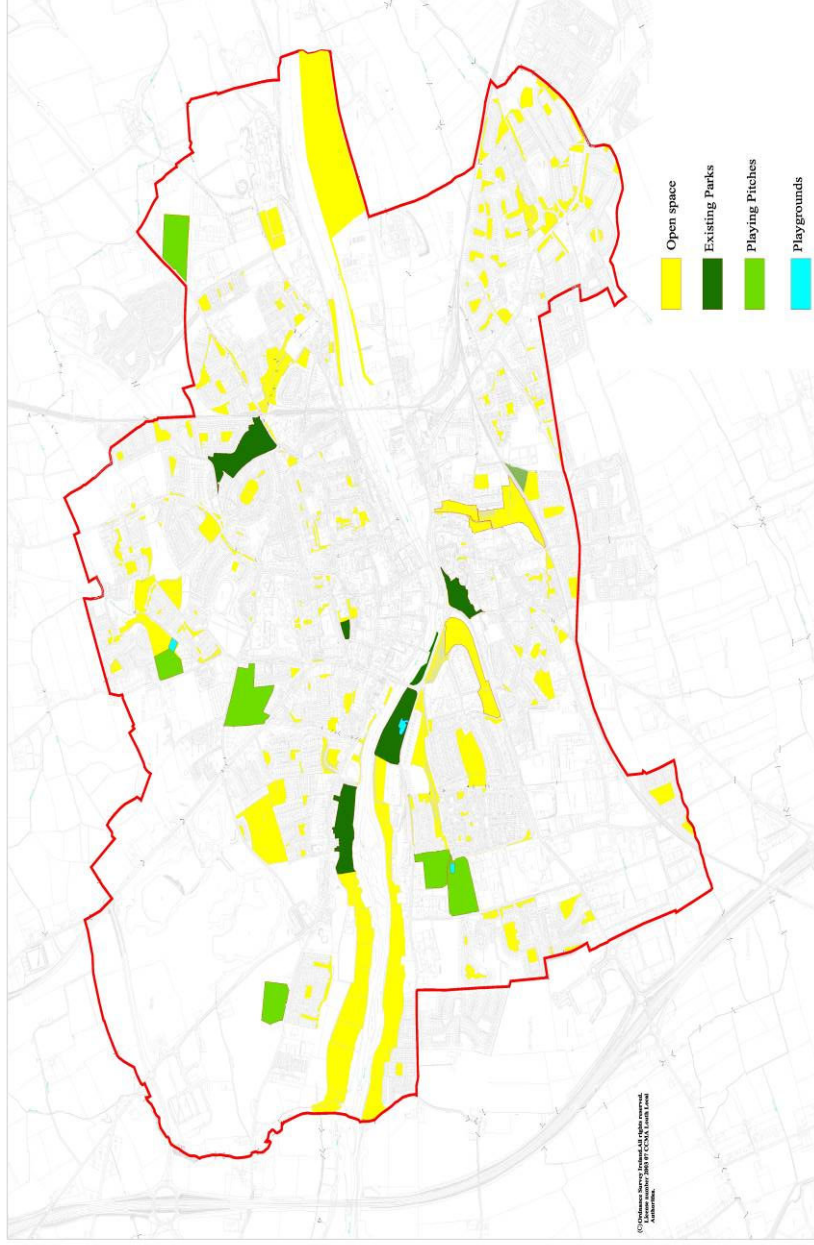 Open space
Existing Parks
Playing Pitches
Playgrounds
(C)Ordnance Survey Ireland.All rights reserved.
License number 2003 07 CCMA Louth Local
Authorities.